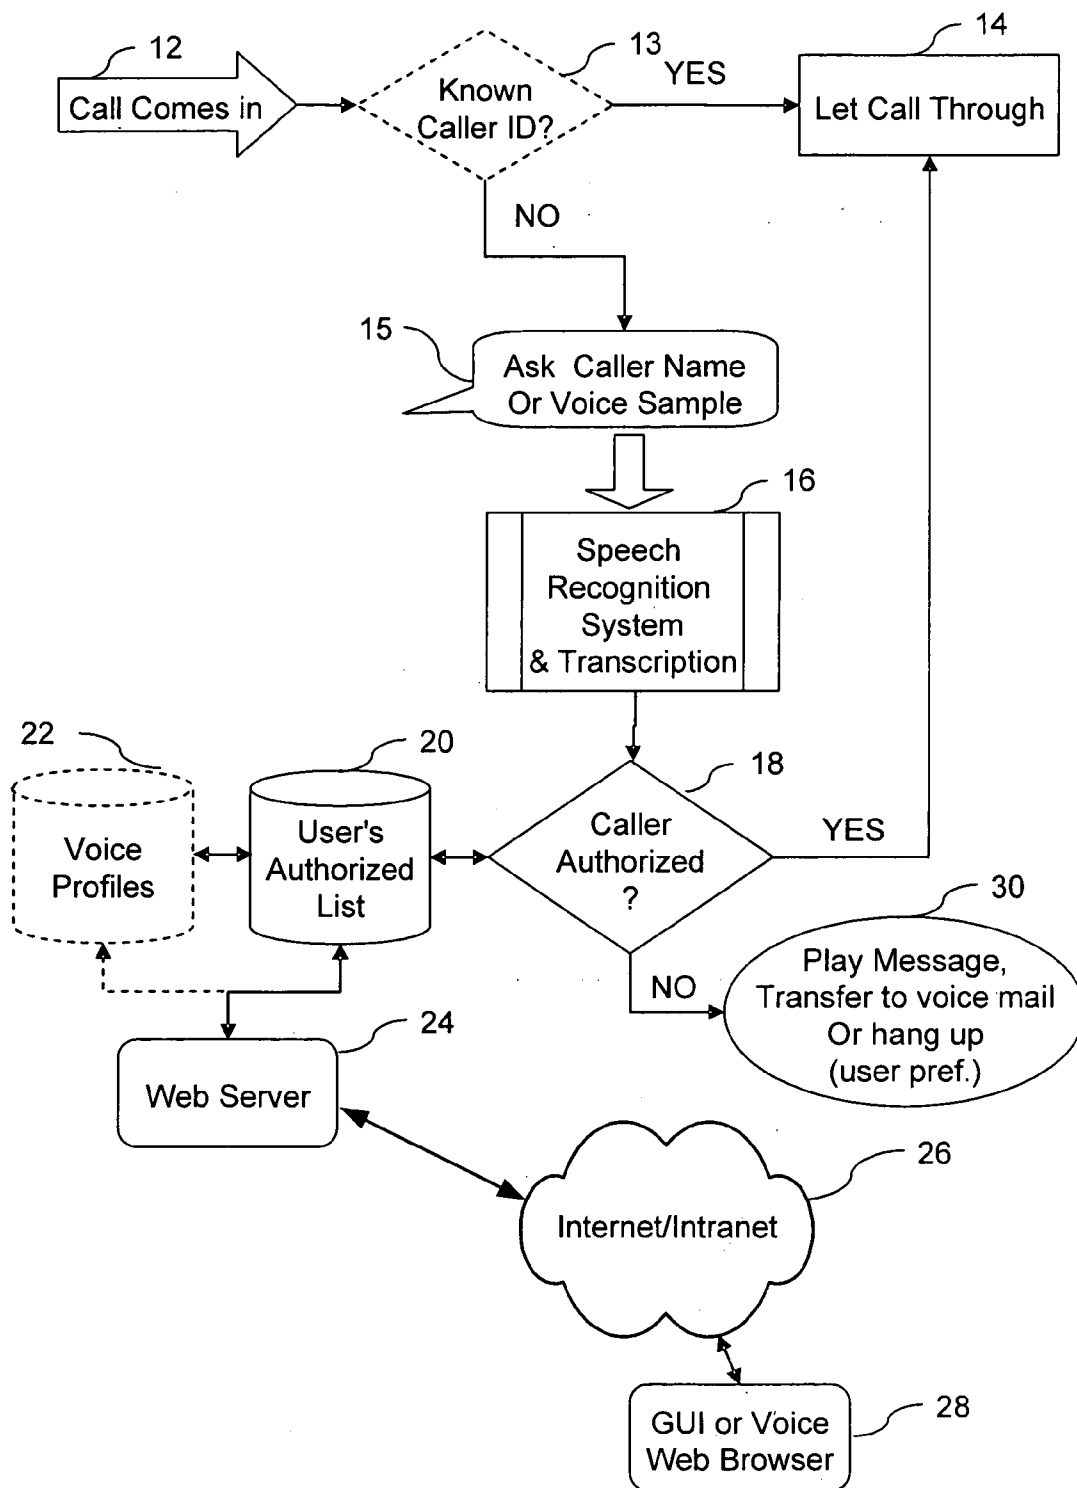 12
Call Comes in
13
Known
Caller ID?
YES
14
Let Call Through
NO
15
Ask Caller Name
Or Voice Sample
16
Speech
Recognition
System
& Transcription
22
Voice
Profiles
20
User's
Authorized
List
18
Caller
Authorized
?
YES
NO
30
Play Message,
Transfer to voice mail
Or hang up
(user pref.)
24
Web Server
26
Internet/Intranet
28
GUI or Voice
Web Browser